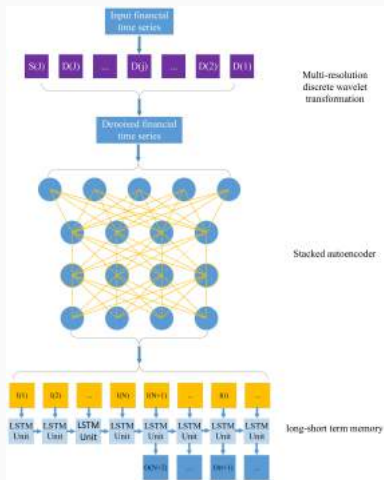 Input financial
time series
S(J) D(J) ... D(j) ... D(2) D(1)
Multi-resolution
discrete wavelet
transformation
Denoised financial
time series
Stacked autoencoder
I(1) I(2) ... I(N) I(N+1) ... I(t) ...
LSTM Unit LSTM Unit LSTM Unit LSTM Unit LSTM Unit LSTM Unit LSTM Unit LSTM Unit
long-short term memory
O(N+2) ... O(t+1) ...